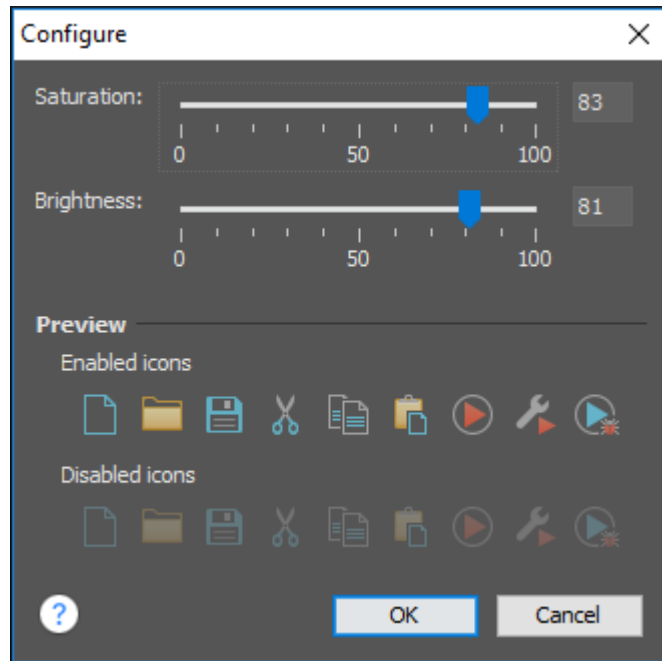 Configure
Saturation:
83
0 50 100
Brightness:
81
0 50 100
Preview
Enabled icons
Disabled icons
? OK Cancel